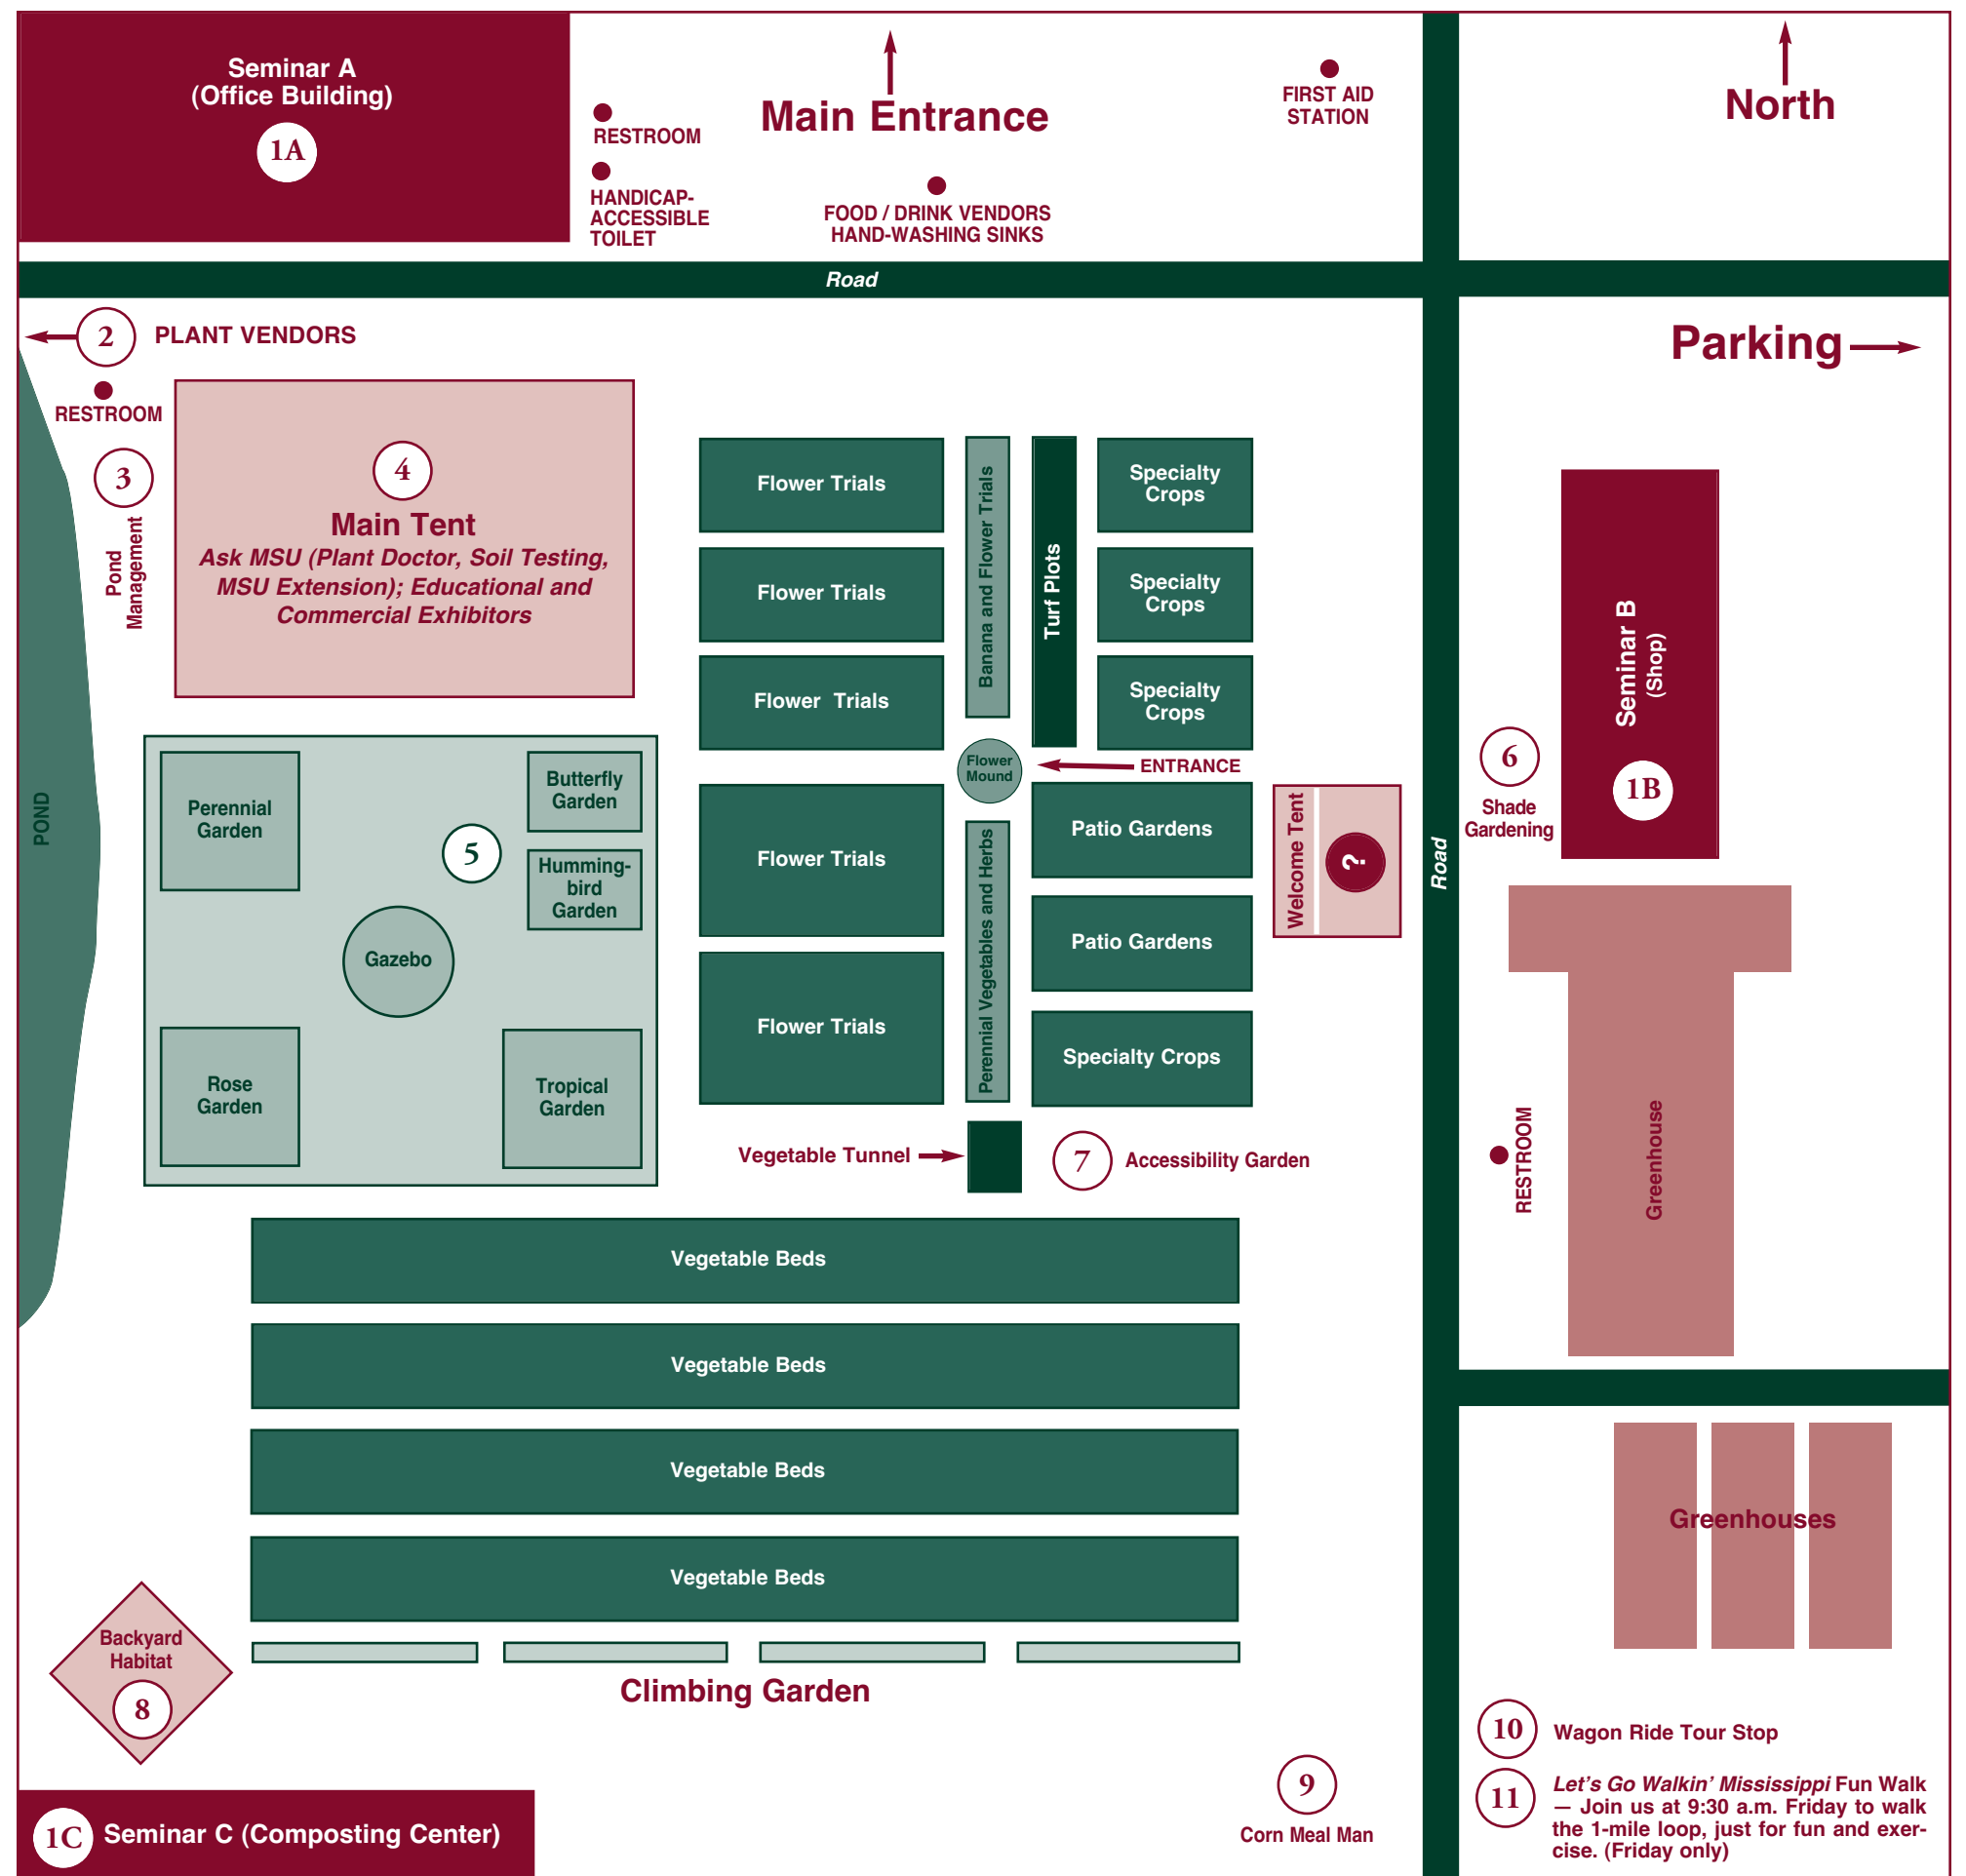 Seminar A
(Office Building)
1A
RESTROOM
HANDICAP-
ACCESSIBLE
TOILET
Main Entrance
FOOD / DRINK VENDORS
HAND-WASHING SINKS
FIRST AID
STATION
North
Road
2 PLANT VENDORS
RESTROOM
3
Pond
Management
4
Main Tent
Ask MSU (Plant Doctor, Soil Testing,
MSU Extension); Educational and
Commercial Exhibitors
Parking
Flower Trials
Flower Trials
Flower  Trials
Flower Trials
Flower Trials
Banana and Flower Trials
Turf Plots
Specialty
Crops
Specialty
Crops
Specialty
Crops
Flower
Mound
ENTRANCE
Perennial Vegetables and Herbs
Patio Gardens
Patio Gardens
Specialty Crops
Welcome Tent
?
Road
6
Shade
Gardening
Seminar B
(Shop)
1B
POND
Perennial
Garden
Butterfly
Garden
5
Humming-
bird
Garden
Gazebo
Rose
Garden
Tropical
Garden
Vegetable Tunnel
7 Accessibility Garden
RESTROOM
Greenhouse
Vegetable Beds
Vegetable Beds
Vegetable Beds
Vegetable Beds
Greenhouses
Backyard
Habitat
8
Climbing Garden
1C Seminar C (Composting Center)
9
Corn Meal Man
10 Wagon Ride Tour Stop
11 Let’s Go Walkin’ Mississippi Fun Walk
— Join us at 9:30 a.m. Friday to walk
the 1-mile loop, just for fun and exer-
cise. (Friday only)